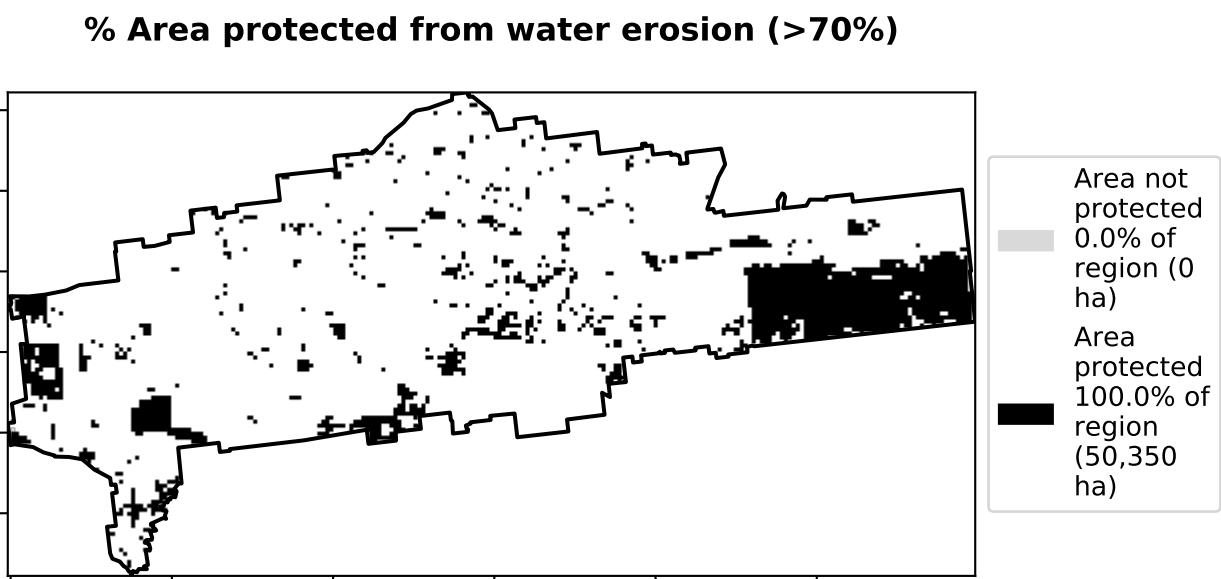 % Area protected from water erosion (>70%)
Area not
protected
0.0% of
region (0
ha)
Area
protected
100.0% of
region
(50,350
ha)